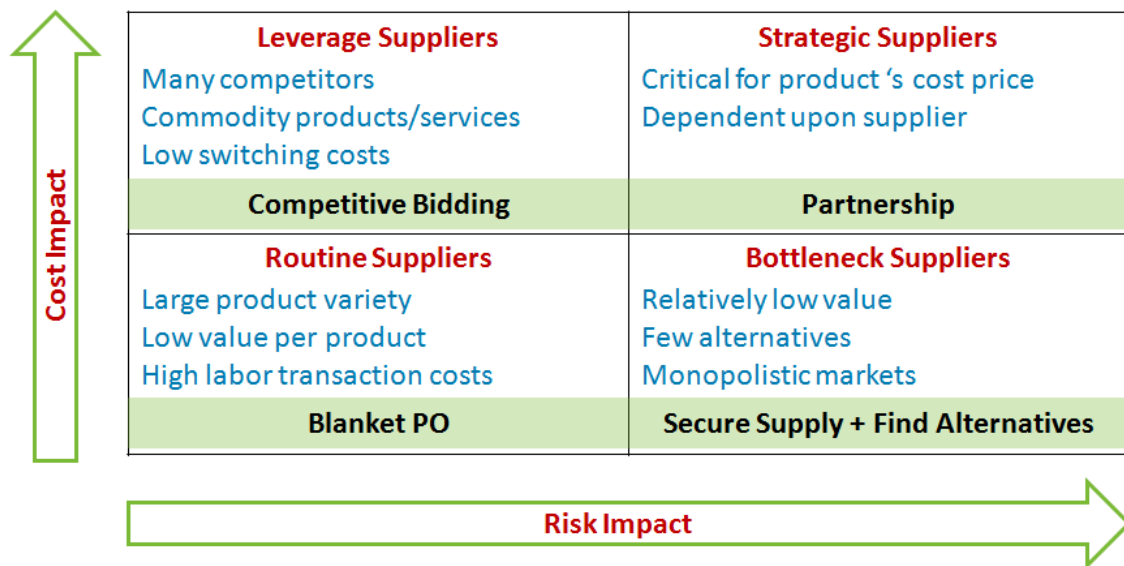 Cost Impact
Leverage Suppliers
Many competitors
Commodity products/services
Low switching costs
Competitive Bidding
Strategic Suppliers
Critical for product ‘s cost price
Dependent upon supplier
Partnership
Routine Suppliers
Large product variety
Low value per product
High labor transaction costs
Blanket PO
Bottleneck Suppliers
Relatively low value
Few alternatives
Monopolistic markets
Secure Supply + Find Alternatives
Risk Impact